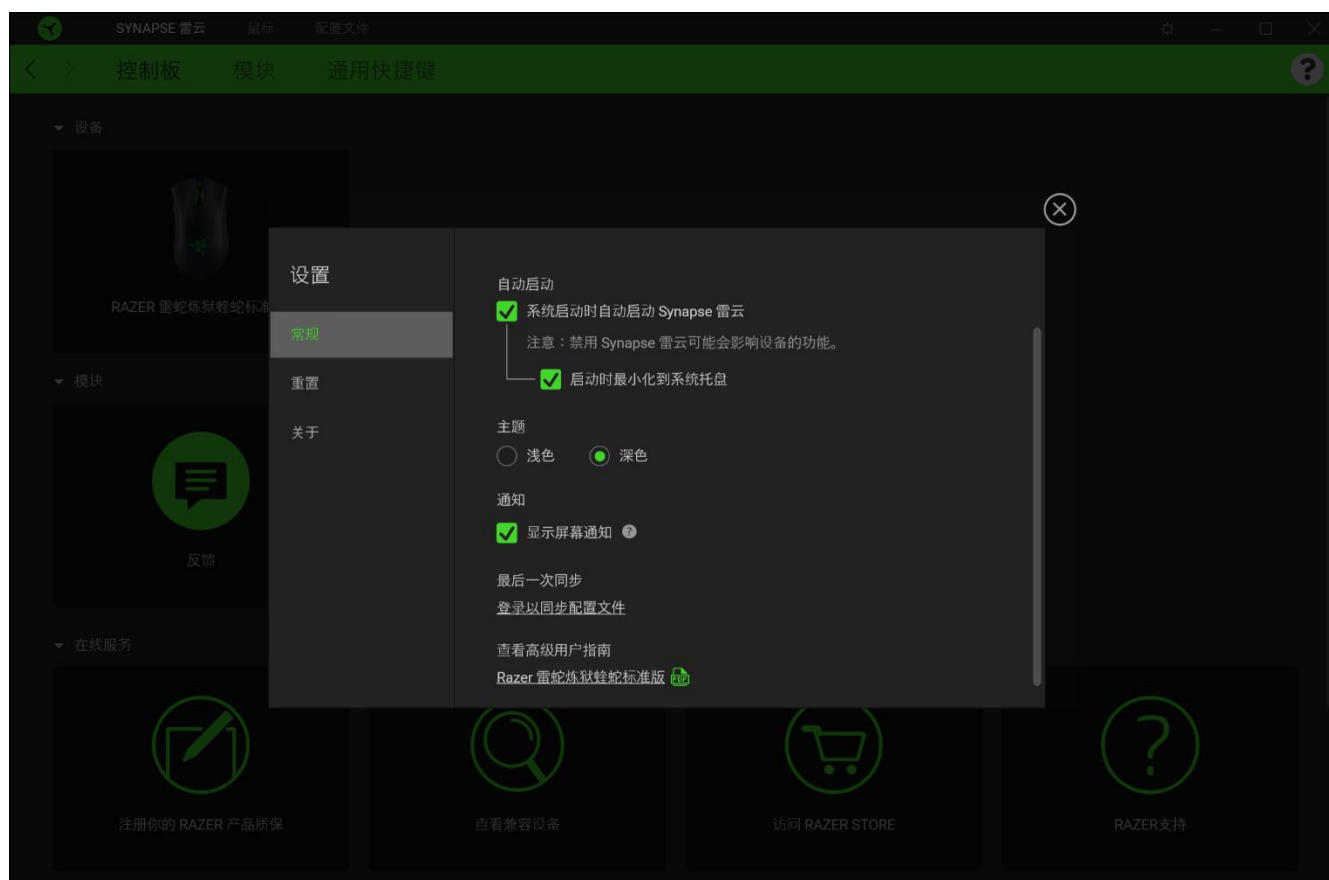 SYNAPSE 雷云
鼠标
配置文件
控制板
模块
通用快捷键
?
设备
RAZER 雷蛇炼狱蝰蛇标准
模块
反馈
在线服务
注册你的 RAZER 产品质保
查看兼容设备
访问 RAZER STORE
RAZER支持
设置
常规
重置
关于
自动启动
系统启动时自动启动 Synapse 雷云
注意：禁用 Synapse 雷云可能会影响设备的功能。
启动时最小化到系统托盘
主题
浅色
深色
通知
显示屏幕通知 ?
最后一次同步
登录以同步配置文件
查看高级用户指南
Razer 雷蛇炼狱蝰蛇标准版 PDF